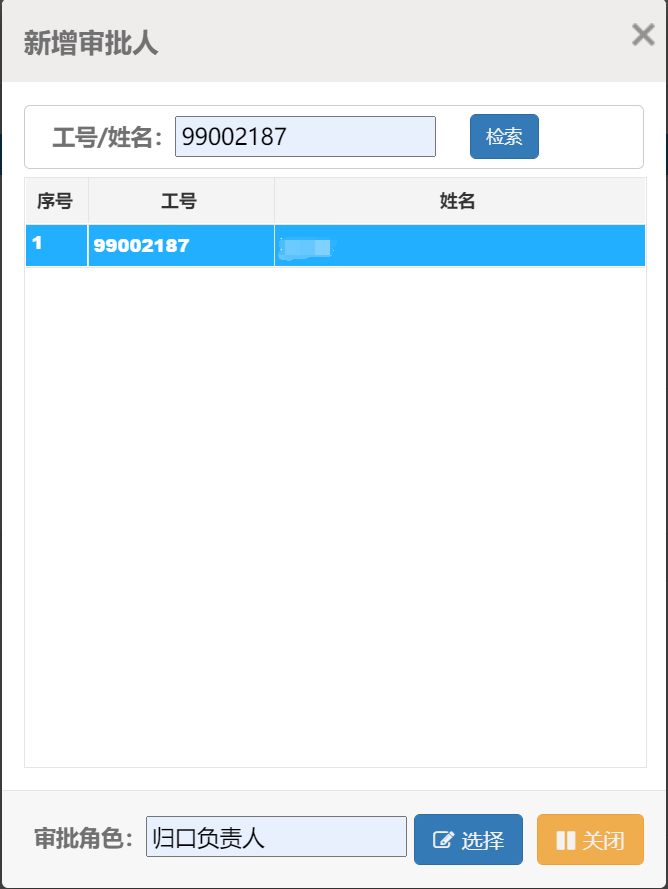 新增审批人
工号/姓名： 99002187 检索
序号 工号 姓名
1 99002187
审批角色： 归口负责人 选择 关闭